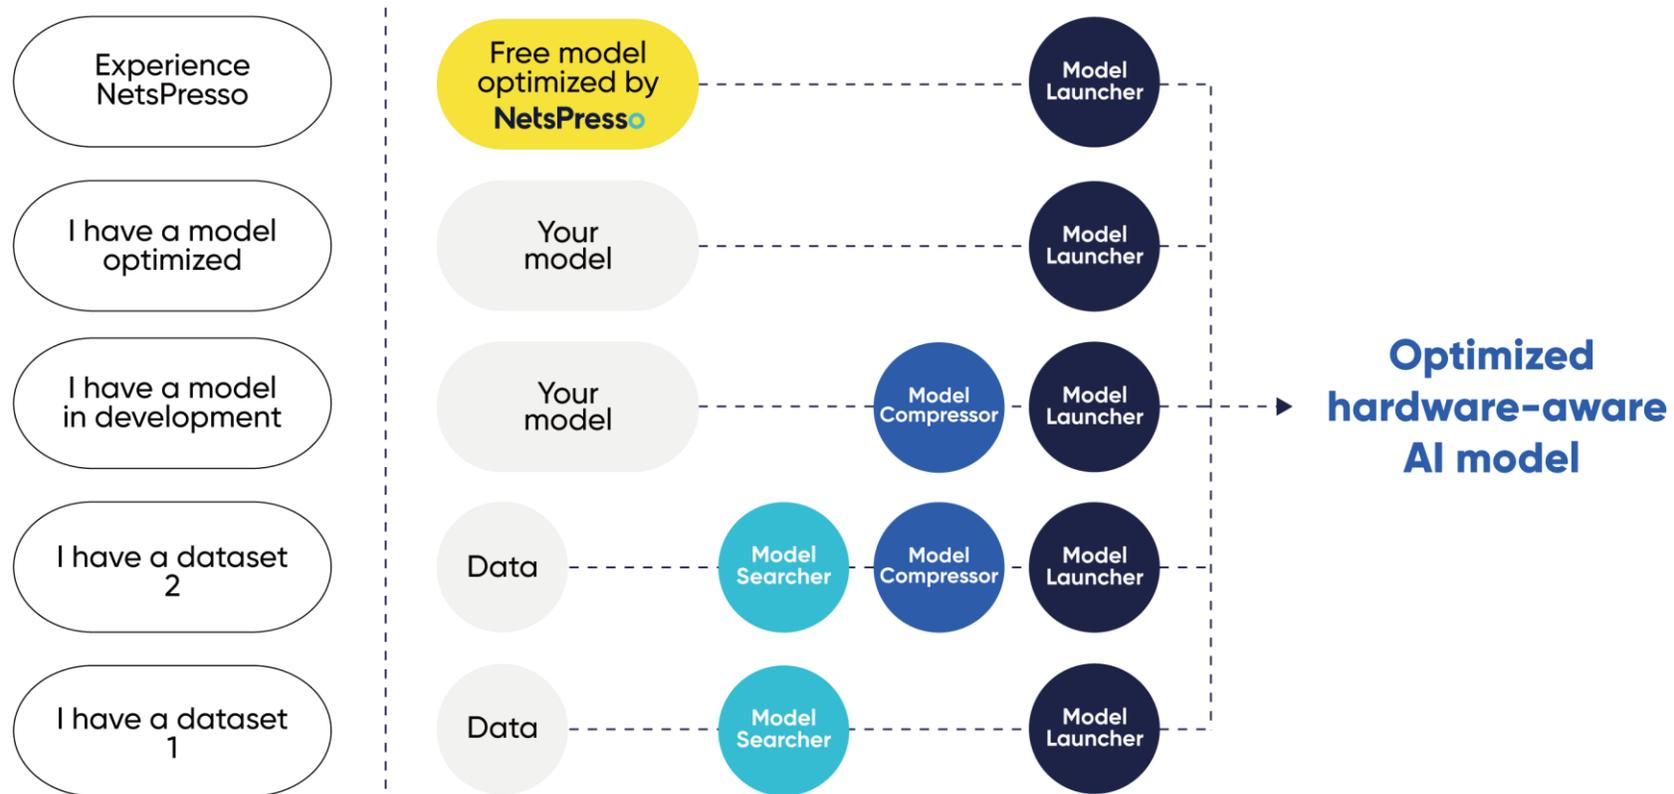 Experience
NetsPresso
Free model
optimized by
NetsPresso
Model
Launcher
I have a model
optimized
Your
model
Model
Launcher
I have a model
in development
Your
model
Model
Compressor
Model
Launcher
Optimized
hardware-aware
AI model
I have a dataset
2
Data
Model
Searcher
Model
Compressor
Model
Launcher
I have a dataset
1
Data
Model
Searcher
Model
Launcher